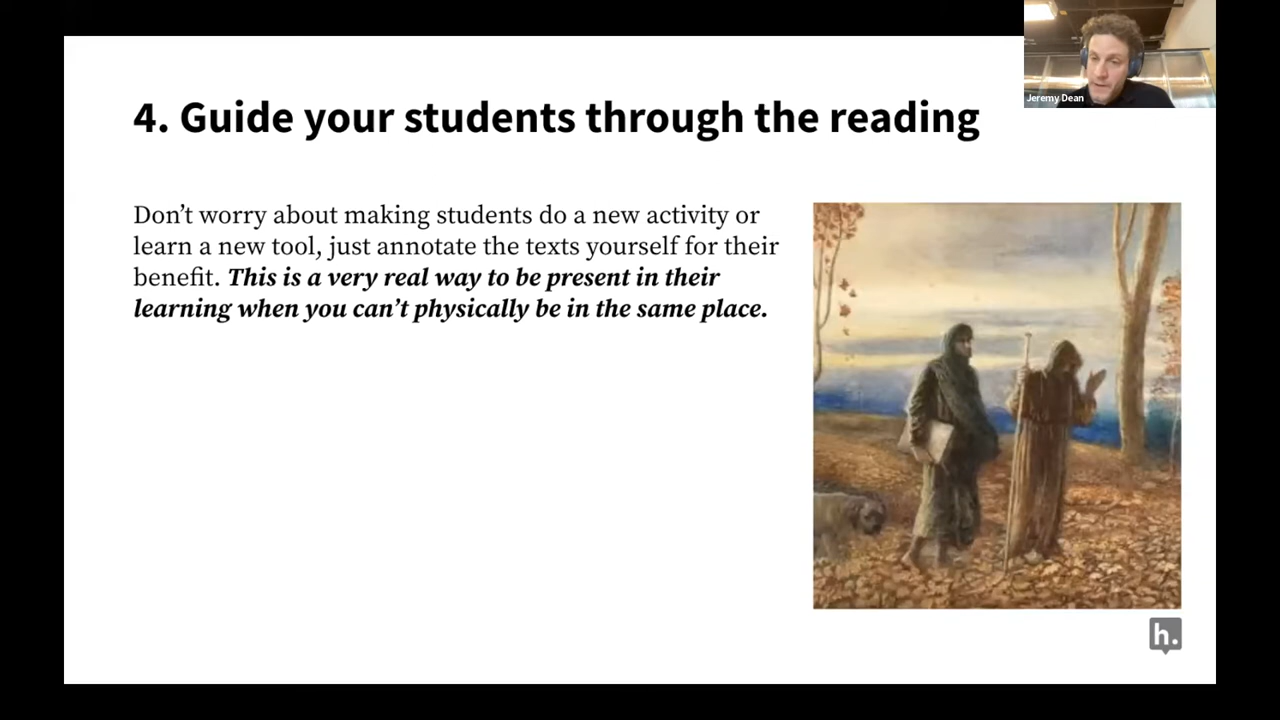 4. Guide your students through the reading
Jeremy Dean
Don’t worry about making students do a new activity or
learn a new tool, just annotate the texts yourself for their
benefit. This is a very real way to be present in their
learning when you can’t physically be in the same place.
h.